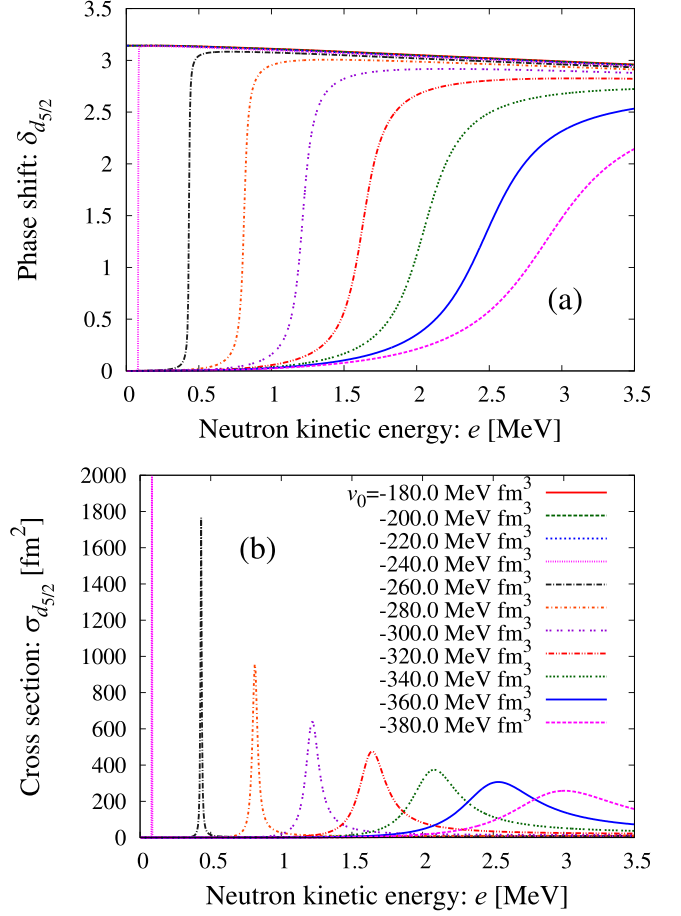 3.5
3
2.5
2
1.5
1
0.5
0
Phase shift: δd5/2
(a)
0 0.5 1 1.5 2 2.5 3 3.5
Neutron kinetic energy: e [MeV]
2000
1800
1600
1400
1200
1000
800
600
400
200
0
Cross section: σd5/2 [fm²]
(b)
v₀=-180.0 MeV fm³
-200.0 MeV fm³
-220.0 MeV fm³
-240.0 MeV fm³
-260.0 MeV fm³
-280.0 MeV fm³
-300.0 MeV fm³
-320.0 MeV fm³
-340.0 MeV fm³
-360.0 MeV fm³
-380.0 MeV fm³
0 0.5 1 1.5 2 2.5 3 3.5
Neutron kinetic energy: e [MeV]